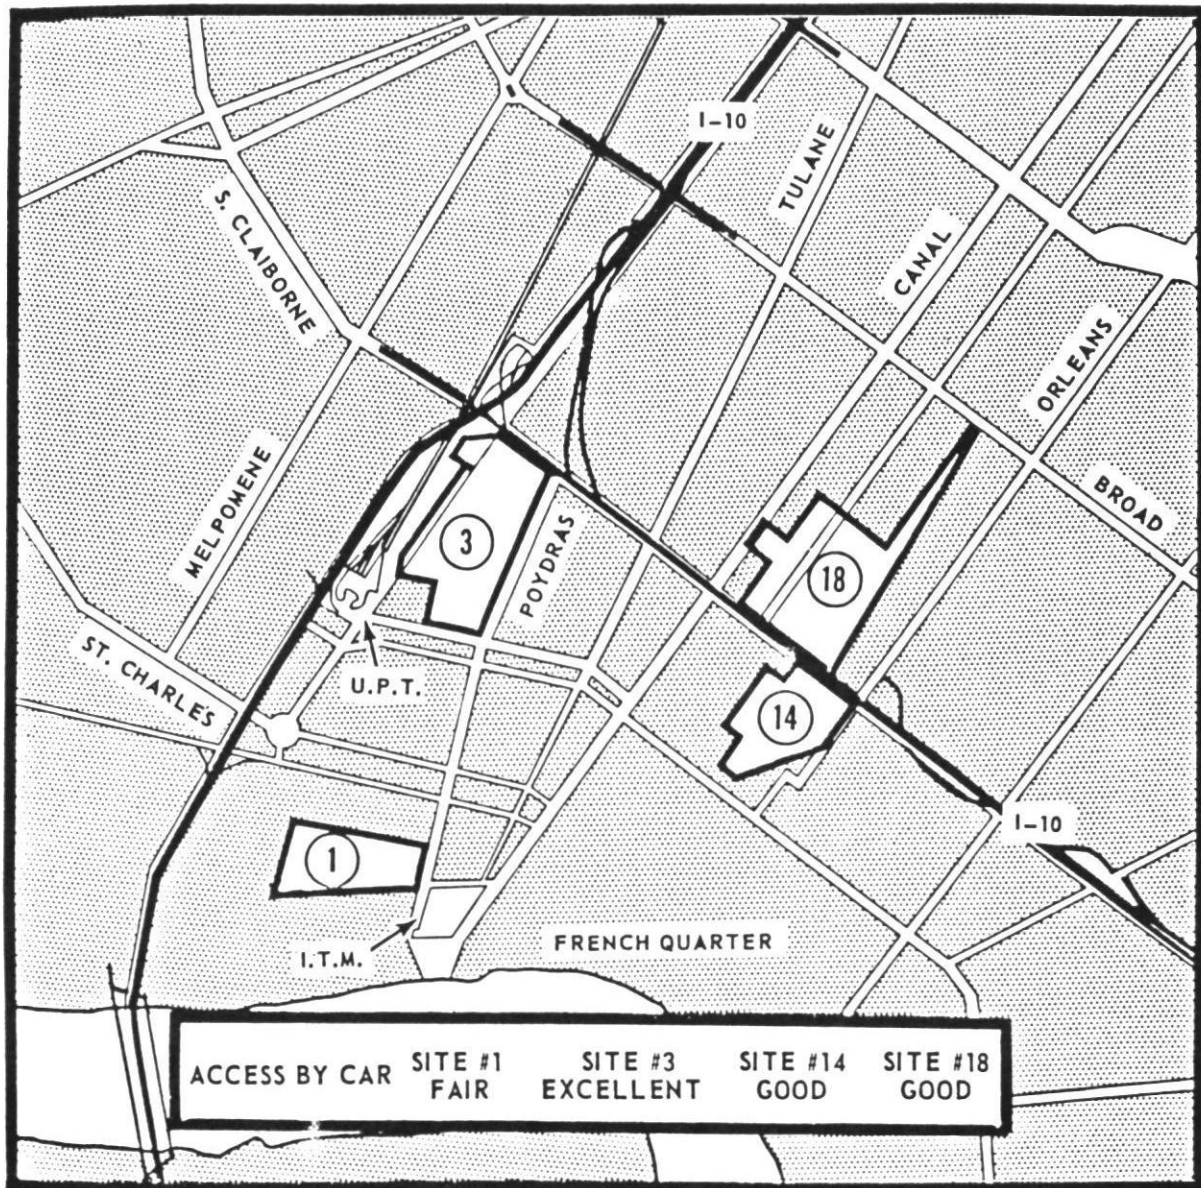 I-10
TULANE
S. CLAIBORNE
CANAL
ORLEANS
MELPOMENE
BROAD
3
POYDRAS
18
ST. CHARLES
U.P.T.
14
I-10
1
I.T.M.
FRENCH QUARTER
ACCESS BY CAR
SITE #1
FAIR
SITE #3
EXCELLENT
SITE #14
GOOD
SITE #18
GOOD